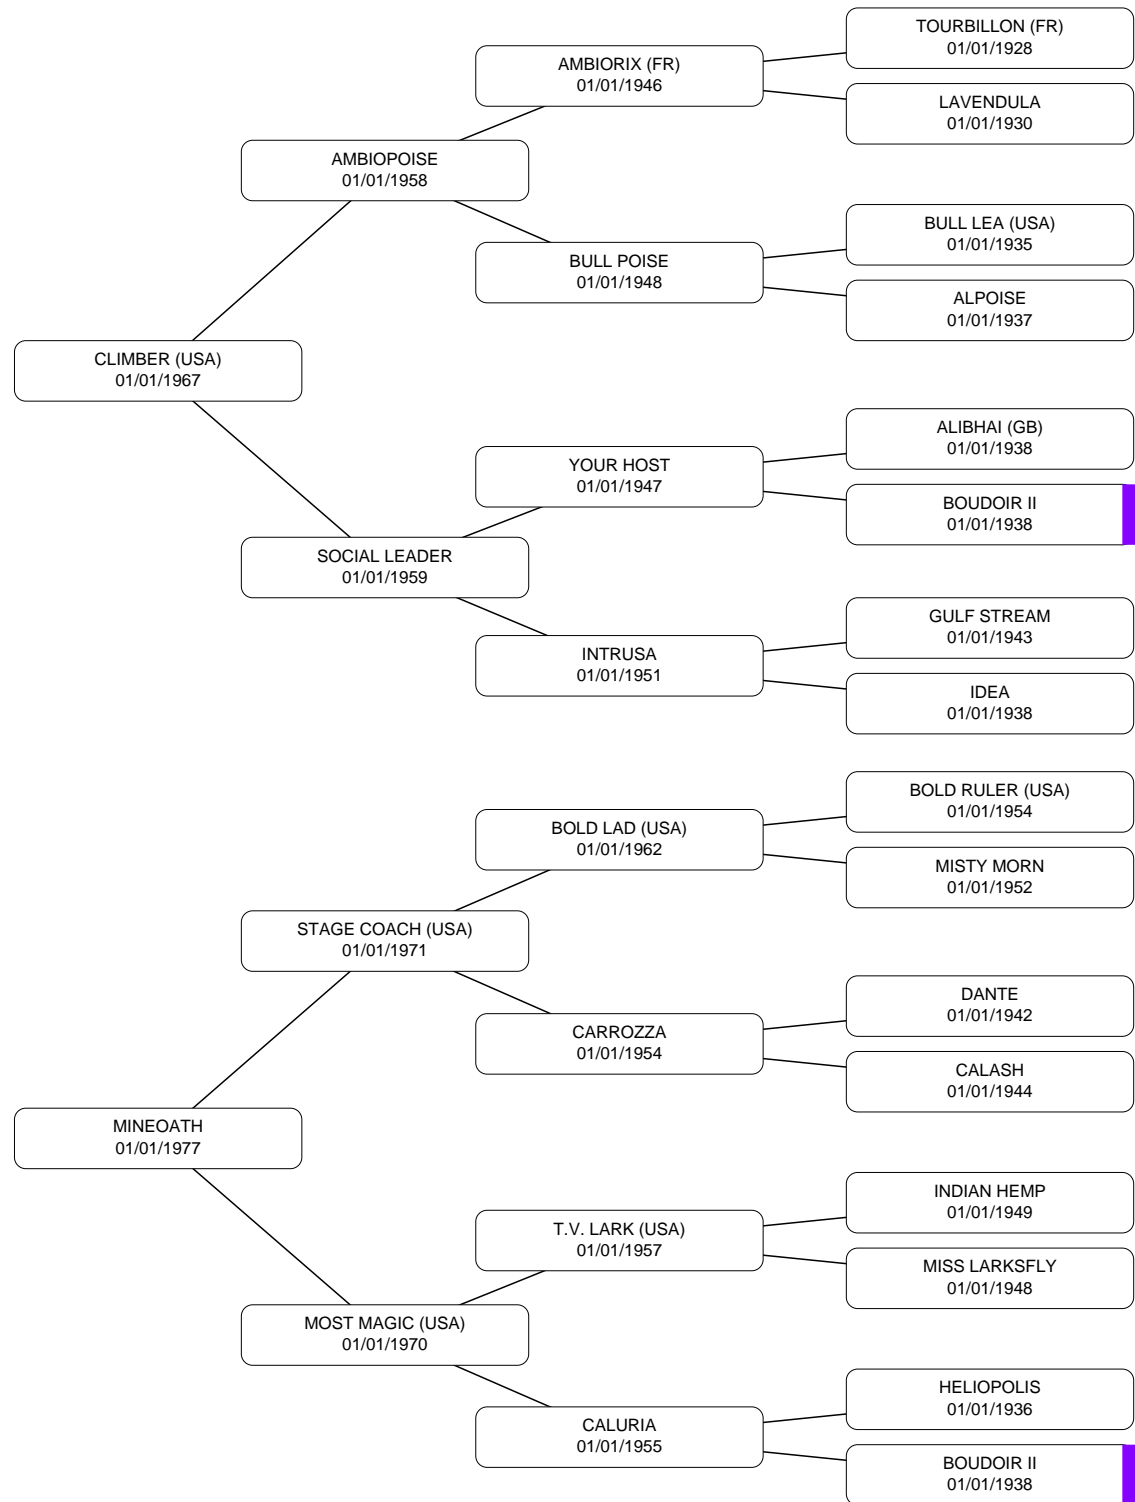 TOURBILLON (FR)
01/01/1928
AMBIORIX (FR)
01/01/1946
LAVENDULA
01/01/1930
AMBIOPOISE
01/01/1958
BULL LEA (USA)
01/01/1935
BULL POISE
01/01/1948
ALPOISE
01/01/1937
CLIMBER (USA)
01/01/1967
ALIBHAI (GB)
01/01/1938
YOUR HOST
01/01/1947
BOUDOIR II
01/01/1938
SOCIAL LEADER
01/01/1959
GULF STREAM
01/01/1943
INTRUSA
01/01/1951
IDEA
01/01/1938
BOLD RULER (USA)
01/01/1954
BOLD LAD (USA)
01/01/1962
MISTY MORN
01/01/1952
STAGE COACH (USA)
01/01/1971
DANTE
01/01/1942
CARROZZA
01/01/1954
CALASH
01/01/1944
MINEOATH
01/01/1977
INDIAN HEMP
01/01/1949
T.V. LARK (USA)
01/01/1957
MISS LARKSFLY
01/01/1948
MOST MAGIC (USA)
01/01/1970
HELIOPOLIS
01/01/1936
CALURIA
01/01/1955
BOUDOIR II
01/01/1938